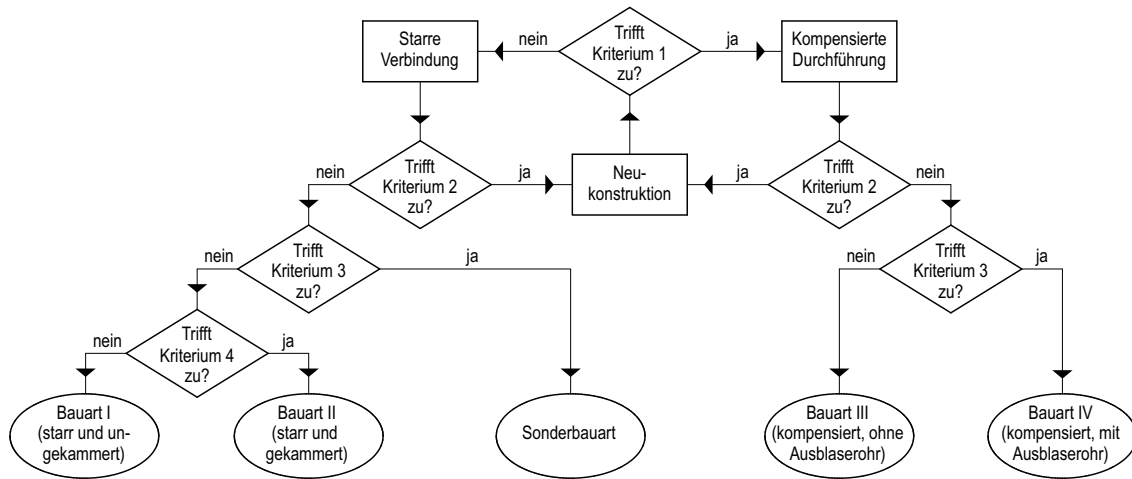 Starre
Verbindung
nein
Trifft
Kriterium 1
zu?
ja
Kompensierte
Durchführung
nein
Trifft
Kriterium 2
zu?
ja
Neu-
konstruktion
ja
Trifft
Kriterium 2
zu?
nein
nein
Trifft
Kriterium 3
zu?
ja
nein
Trifft
Kriterium 3
zu?
ja
nein
Trifft
Kriterium 4
zu?
ja
Bauart I
(starr und un-
gekammert)
Bauart II
(starr und
gekammert)
Sonderbauart
Bauart III
(kompensiert, ohne
Ausblaserohr)
Bauart IV
(kompensiert, mit
Ausblaserohr)